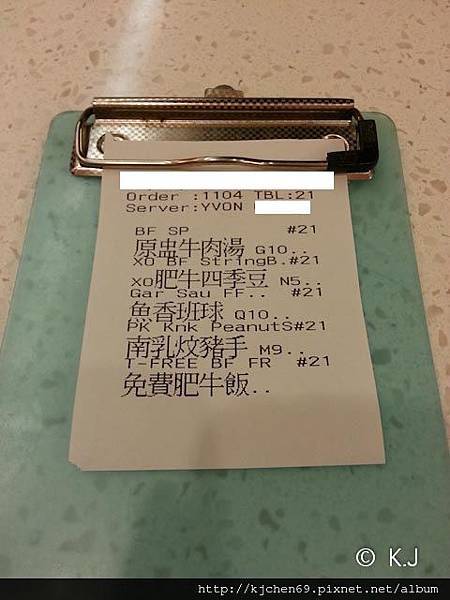 Order :1104 TBL:21
Server:YVON
BF SP #21
原盅牛肉湯 G10..
XO BF StringB.#21
XO肥牛四季豆 N5..
Gar Sau FF.. #21
魚香班球 Q10..
PK Knk PeanutS#21
南乳炆豬手 M9..
T-FREE BF FR #21
免費肥牛飯..
© K.J
http://kjchen69.pixnet.net/album